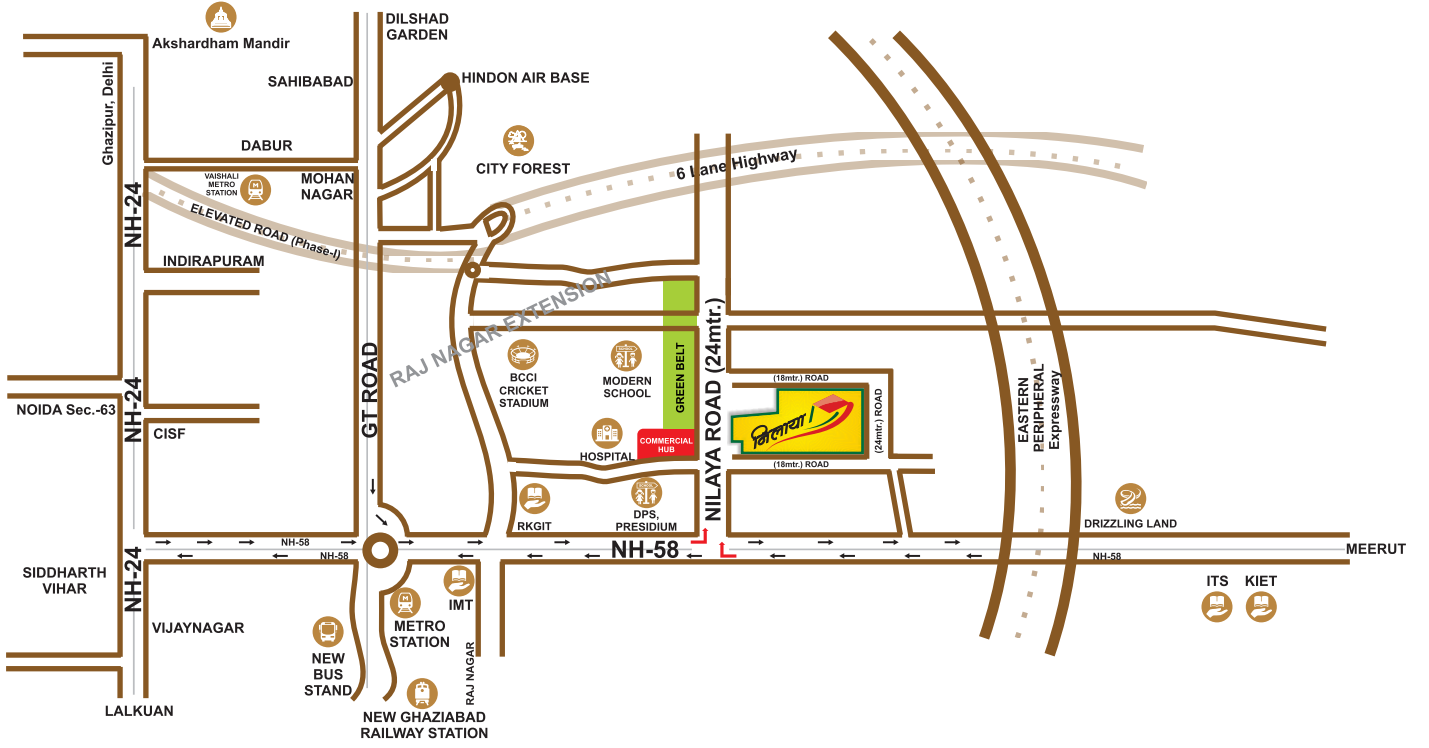 DILSHAD
GARDEN
Akshardham Mandir
SAHIBABAD
HINDON AIR BASE
Ghazipur, Delhi
DABUR
CITY FOREST
6 Lane Highway
VAISHALI
METRO
STATION
MOHAN
NAGAR
NH-24
ELEVATED ROAD (Phase-I)
INDIRAPURAM
RAJ NAGAR EXTENSION
GT ROAD
BCCI
CRICKET
STADIUM
MODERN
SCHOOL
GREEN BELT
NILAYA ROAD (24mtr.)
(18mtr.) ROAD
मिलाया I
(24mtr.) ROAD
(18mtr.) ROAD
EASTERN
PERIPHERAL
Expressway
NH-24
NOIDA Sec.-63
CISF
HOSPITAL
COMMERCIAL
HUB
RKGIT
DPS,
PRESIDIUM
DRIZZLING LAND
NH-58
NH-58
NH-58
NH-58
MEERUT
NH-24
SIDDHARTH
VIHAR
VIJAYNAGAR
IMT
METRO
STATION
RAJ NAGAR
NEW
BUS
STAND
ITS
KIET
LALKUAN
NEW GHAZIABAD
RAILWAY STATION